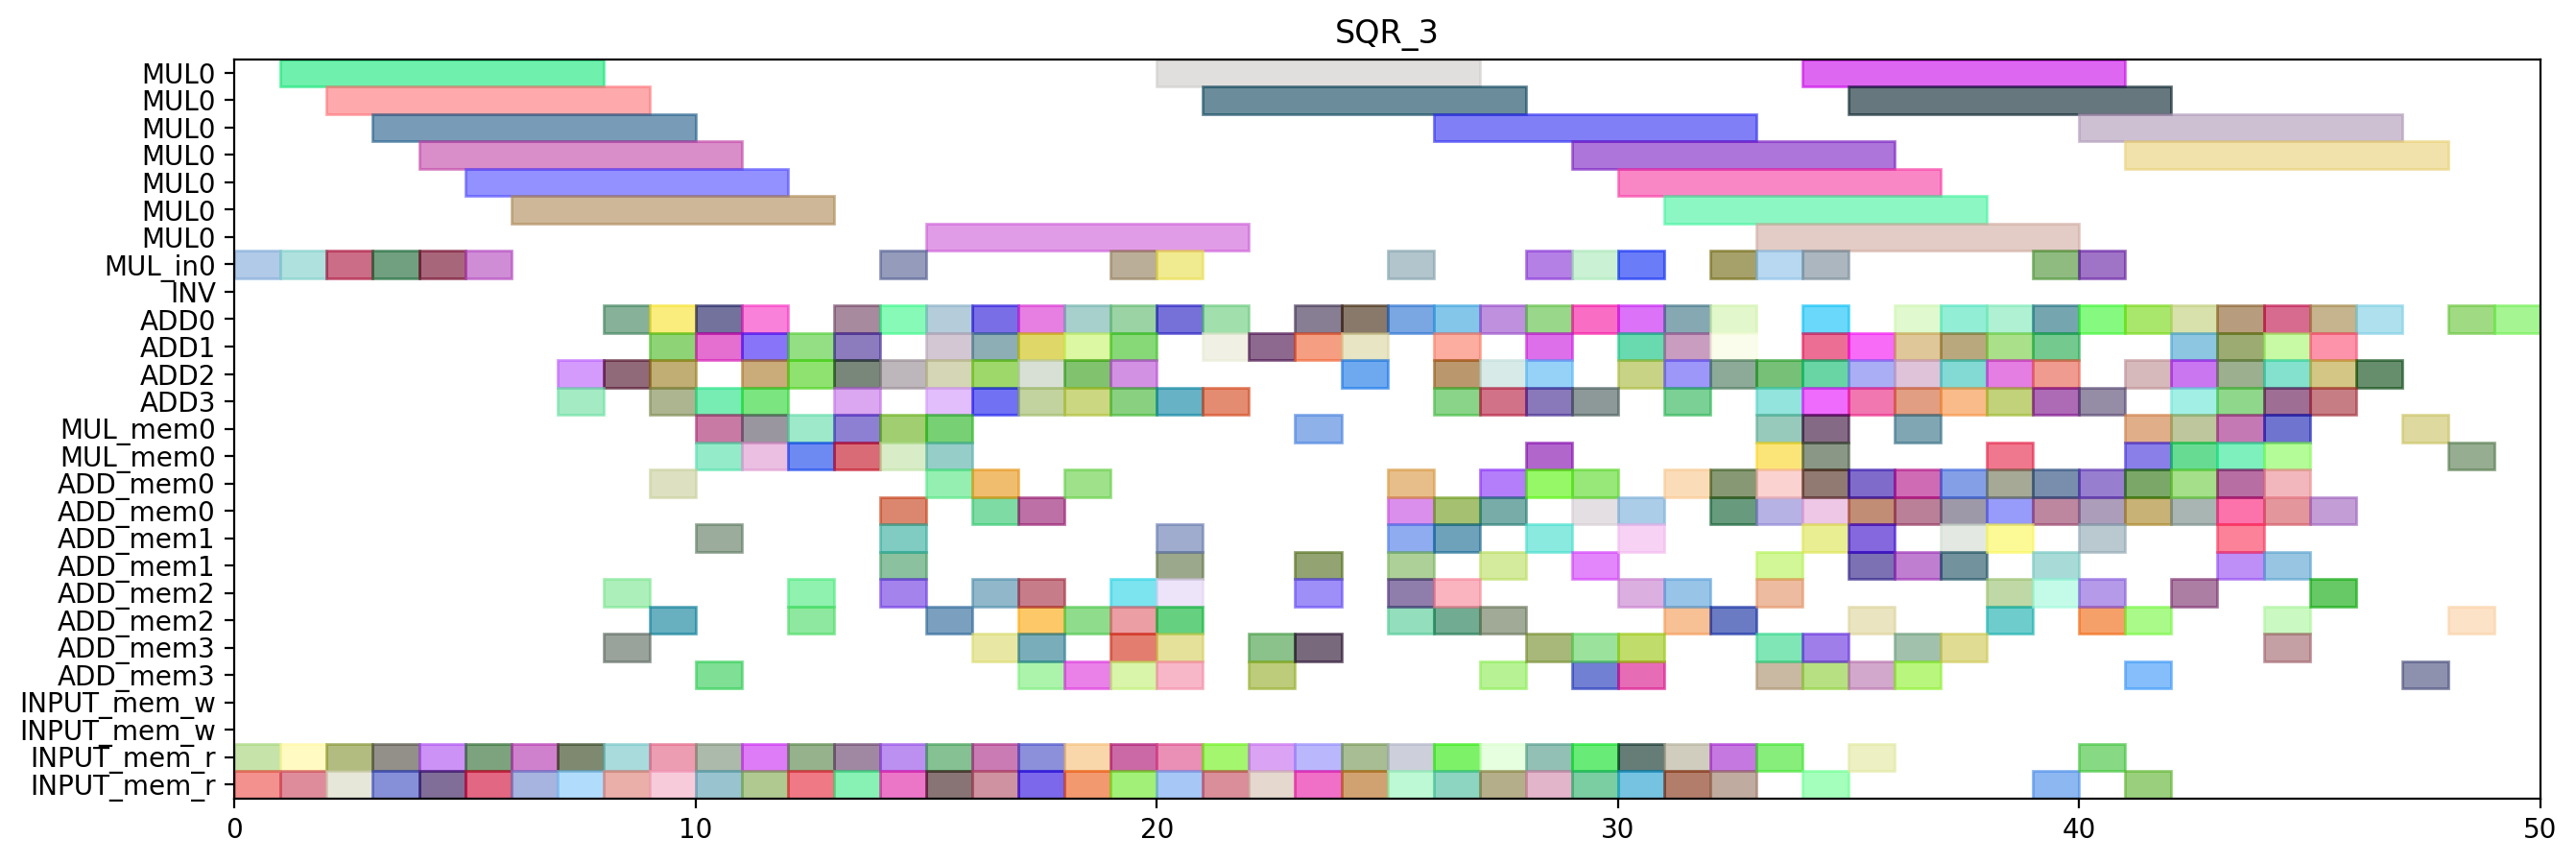 SQR_3
MUL0
MUL0
MUL0
MUL0
MUL0
MUL0
MUL0
MUL_in0
INV
ADD0
ADD1
ADD2
ADD3
MUL_mem0
MUL_mem0
ADD_mem0
ADD_mem0
ADD_mem1
ADD_mem1
ADD_mem2
ADD_mem2
ADD_mem3
ADD_mem3
INPUT_mem_w
INPUT_mem_w
INPUT_mem_r
INPUT_mem_r
0 10 20 30 40 50